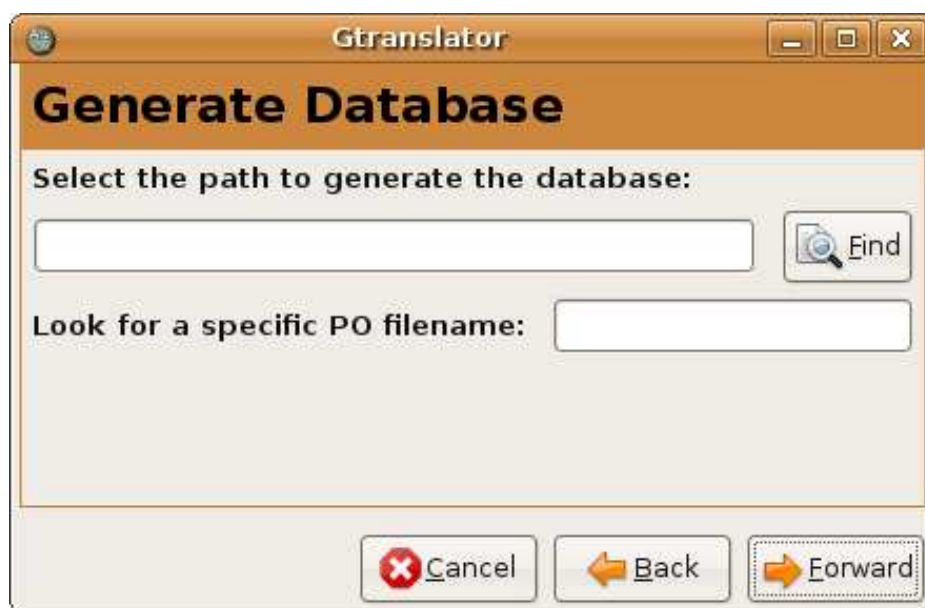 Gtranslator
Generate Database
Select the path to generate the database:
Find
Look for a specific PO filename:
Cancel Back Forward